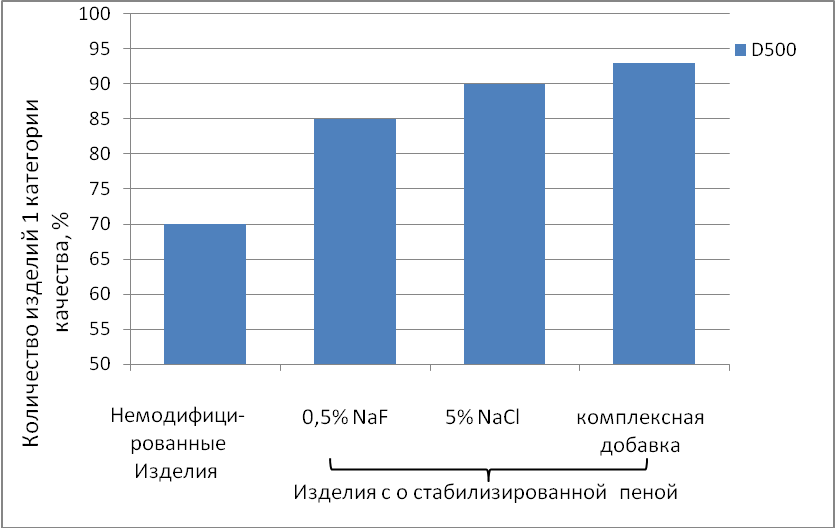 Количество изделий 1 категории
качества, %
100
95
90
85
80
75
70
65
60
55
50
D500
Немодифици-
рованные
Изделия
0,5% NaF
5% NaCl
комплексная
добавка
Изделия с о стабилизированной пеной